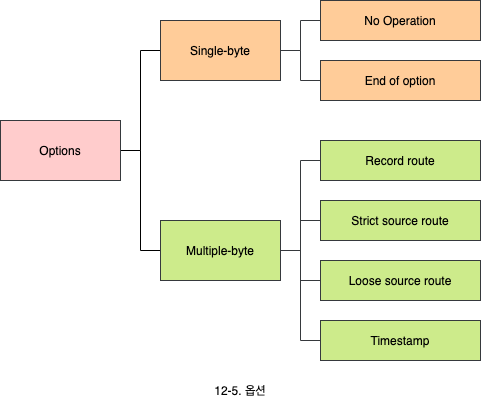 Options
Single-byte
No Operation
End of option
Multiple-byte
Record route
Strict source route
Loose source route
Timestamp
12-5. 옵션